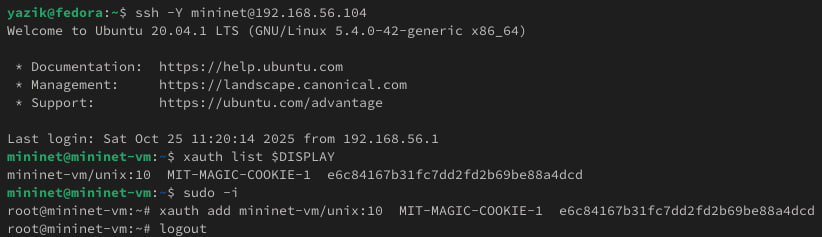 yazik@fedora:~$ ssh -Y mininet@192.168.56.104
Welcome to Ubuntu 20.04.1 LTS (GNU/Linux 5.4.0-42-generic x86_64)
* Documentation:  https://help.ubuntu.com
* Management:     https://landscape.canonical.com
* Support:        https://ubuntu.com/advantage
Last login: Sat Oct 25 11:20:14 2025 from 192.168.56.1
mininet@mininet-vm:~$ xauth list $DISPLAY
mininet-vm/unix:10  MIT-MAGIC-COOKIE-1  e6c84167b31fc7dd2fd2b69be88a4dcd
mininet@mininet-vm:~$ sudo -i
root@mininet-vm:~# xauth add mininet-vm/unix:10  MIT-MAGIC-COOKIE-1  e6c84167b31fc7dd2fd2b69be88a4dcd
root@mininet-vm:~# logout